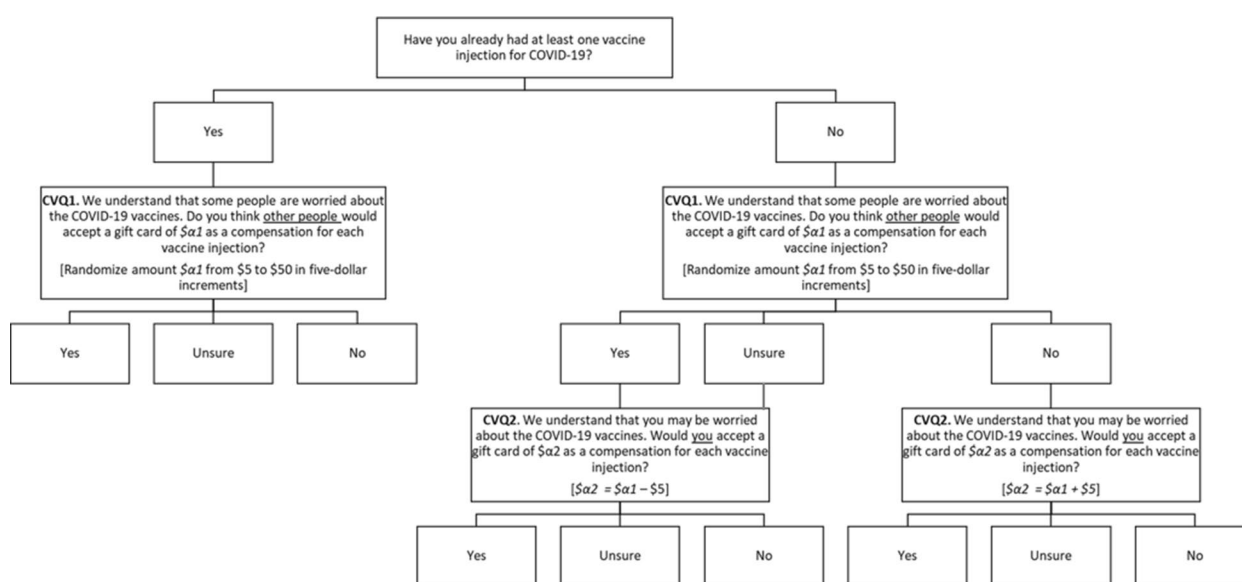 Have you already had at least one vaccine
injection for COVID-19?
Yes
No
CVQ1. We understand that some people are worried about
the COVID-19 vaccines. Do you think other people would
accept a gift card of $α1 as a compensation for each
vaccine injection?
[Randomize amount $α1 from $5 to $50 in five-dollar
increments]
CVQ1. We understand that some people are worried about
the COVID-19 vaccines. Do you think other people would
accept a gift card of $α1 as a compensation for each
vaccine injection?
[Randomize amount $α1 from $5 to $50 in five-dollar
increments]
Yes
Unsure
No
Yes
Unsure
No
CVQ2. We understand that you may be worried
about the COVID-19 vaccines. Would you accept a
gift card of $α2 as a compensation for each vaccine
injection?
[$α2 = $α1 – $5]
CVQ2. We understand that you may be worried
about the COVID-19 vaccines. Would you accept a
gift card of $α2 as a compensation for each vaccine
injection?
[$α2 = $α1 + $5]
Yes
Unsure
No
Yes
Unsure
No